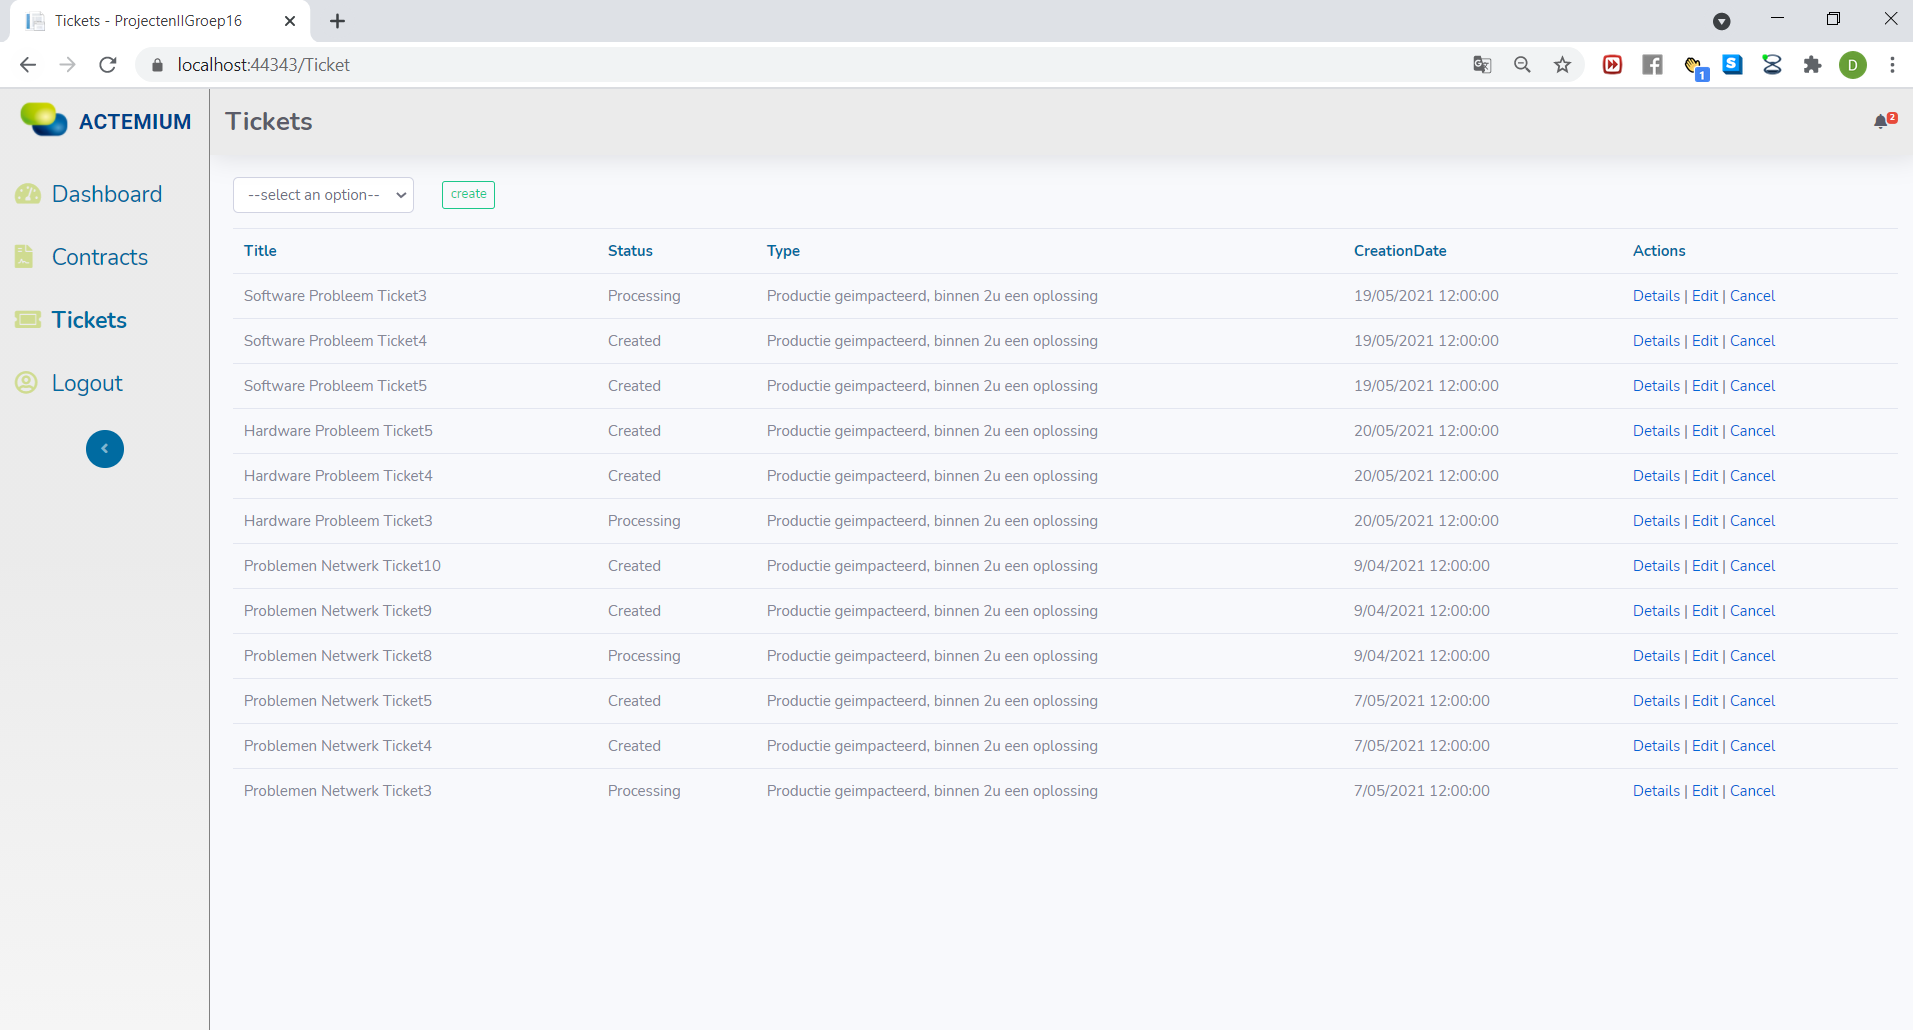 Tickets - ProjectenIIGroep16
localhost:44343/Ticket
1
S
D
ACTEMIUM
Tickets
2
Dashboard
Contracts
Tickets
Logout
--select an option--
create
Title Status Type CreationDate Actions
Software Probleem Ticket3 Processing Productie geimpacteerd, binnen 2u een oplossing 19/05/2021 12:00:00 Details | Edit | Cancel
Software Probleem Ticket4 Created Productie geimpacteerd, binnen 2u een oplossing 19/05/2021 12:00:00 Details | Edit | Cancel
Software Probleem Ticket5 Created Productie geimpacteerd, binnen 2u een oplossing 19/05/2021 12:00:00 Details | Edit | Cancel
Hardware Probleem Ticket5 Created Productie geimpacteerd, binnen 2u een oplossing 20/05/2021 12:00:00 Details | Edit | Cancel
Hardware Probleem Ticket4 Created Productie geimpacteerd, binnen 2u een oplossing 20/05/2021 12:00:00 Details | Edit | Cancel
Hardware Probleem Ticket3 Processing Productie geimpacteerd, binnen 2u een oplossing 20/05/2021 12:00:00 Details | Edit | Cancel
Problemen Netwerk Ticket10 Created Productie geimpacteerd, binnen 2u een oplossing 9/04/2021 12:00:00 Details | Edit | Cancel
Problemen Netwerk Ticket9 Created Productie geimpacteerd, binnen 2u een oplossing 9/04/2021 12:00:00 Details | Edit | Cancel
Problemen Netwerk Ticket8 Processing Productie geimpacteerd, binnen 2u een oplossing 9/04/2021 12:00:00 Details | Edit | Cancel
Problemen Netwerk Ticket5 Created Productie geimpacteerd, binnen 2u een oplossing 7/05/2021 12:00:00 Details | Edit | Cancel
Problemen Netwerk Ticket4 Created Productie geimpacteerd, binnen 2u een oplossing 7/05/2021 12:00:00 Details | Edit | Cancel
Problemen Netwerk Ticket3 Processing Productie geimpacteerd, binnen 2u een oplossing 7/05/2021 12:00:00 Details | Edit | Cancel